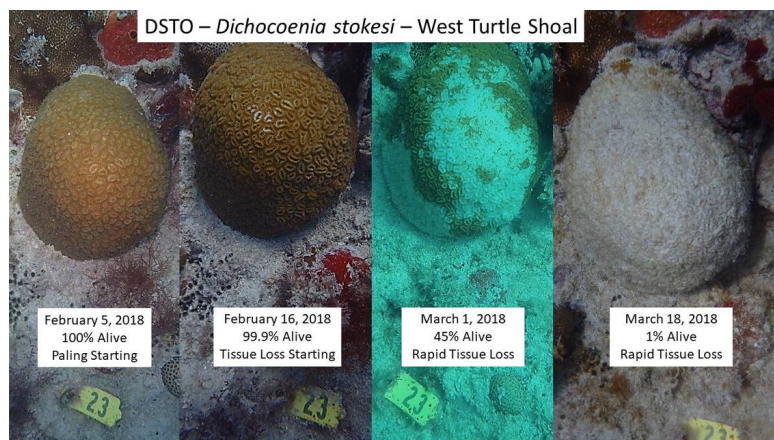 DSTO – Dichocoenia stokesi – West Turtle Shoal
February 5, 2018
100% Alive
Paling Starting
February 16, 2018
99.9% Alive
Tissue Loss Starting
March 1, 2018
45% Alive
Rapid Tissue Loss
March 18, 2018
1% Alive
Rapid Tissue Loss
23
23
23
23